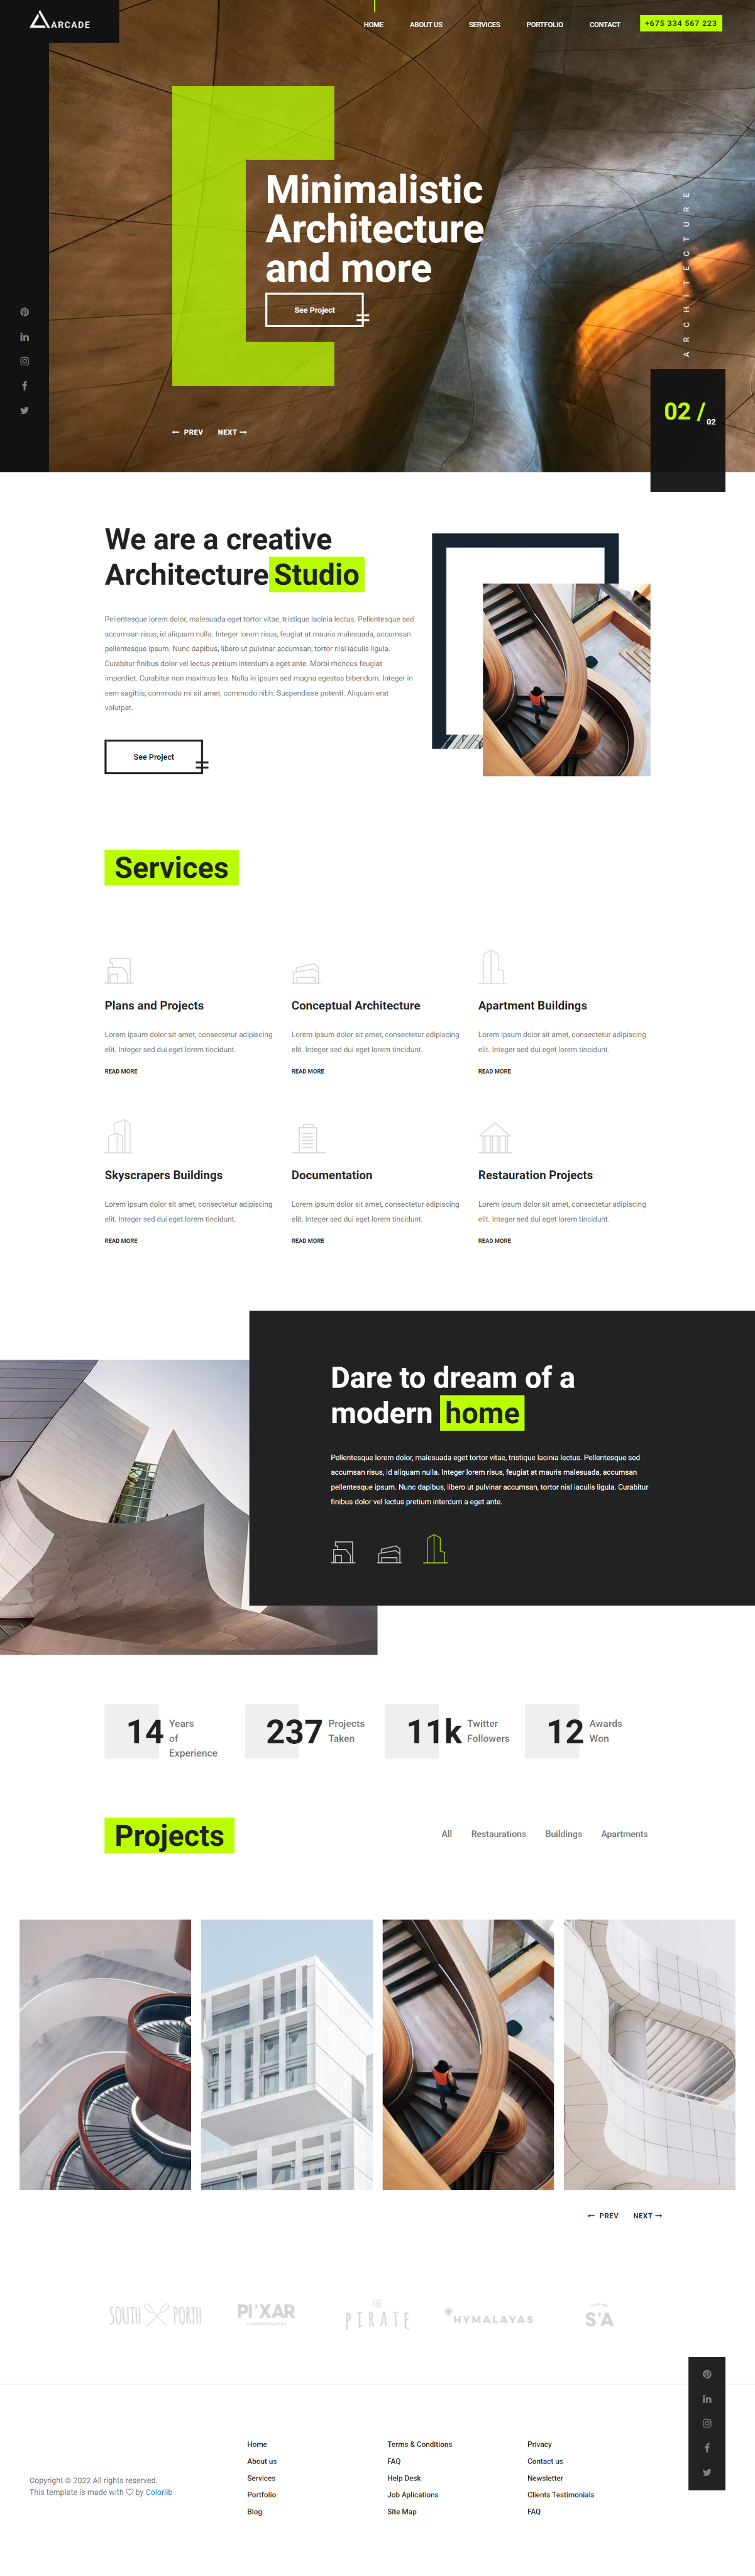 ARCADE
HOME ABOUT US SERVICES PORTFOLIO CONTACT +675 334 567 223
Minimalistic
Architecture
and more
See Project
ARCHITECTURE
02 / 02
PREV NEXT
We are a creative
Architecture Studio
Pellentesque lorem dolor, malesuada eget tortor vitae, tristique lacinia lectus. Pellentesque sed
accumsan risus, id aliquam nulla. Integer lorem risus, feugiat at mauris malesuada, accumsan
pellentesque ipsum. Nunc dapibus, libero ut pulvinar accumsan, tortor nisl iaculis ligula.
Curabitur finibus dolor vel lectus pretium interdum a eget ante. Morbi rhoncus feugiat
imperdiet. Curabitur non maximus leo. Nulla in ipsum sed magna egestas bibendum. Integer in
sem sagittis, commodo mi sit amet, commodo nibh. Suspendisse potenti. Aliquam erat
volutpat.
See Project
Services
Plans and Projects
Lorem ipsum dolor sit amet, consectetur adipiscing
elit. Integer sed dui eget lorem tincidunt.
READ MORE
Conceptual Architecture
Lorem ipsum dolor sit amet, consectetur adipiscing
elit. Integer sed dui eget lorem tincidunt.
READ MORE
Apartment Buildings
Lorem ipsum dolor sit amet, consectetur adipiscing
elit. Integer sed dui eget lorem tincidunt.
READ MORE
Skyscrapers Buildings
Lorem ipsum dolor sit amet, consectetur adipiscing
elit. Integer sed dui eget lorem tincidunt.
READ MORE
Documentation
Lorem ipsum dolor sit amet, consectetur adipiscing
elit. Integer sed dui eget lorem tincidunt.
READ MORE
Restauration Projects
Lorem ipsum dolor sit amet, consectetur adipiscing
elit. Integer sed dui eget lorem tincidunt.
READ MORE
Dare to dream of a
modern home
Pellentesque lorem dolor, malesuada eget tortor vitae, tristique lacinia lectus. Pellentesque sed
accumsan risus, id aliquam nulla. Integer lorem risus, feugiat at mauris malesuada, accumsan
pellentesque ipsum. Nunc dapibus, libero ut pulvinar accumsan, tortor nisl iaculis ligula. Curabitur
finibus dolor vel lectus pretium interdum a eget ante.
14 Years
of
Experience
237 Projects
Taken
11k Twitter
Followers
12 Awards
Won
Projects
All Restaurations Buildings Apartments
PREV NEXT
SOUTH PORTH
PI'XAR
THE
PIRATE
HYMALAYAS
S'A
Copyright © 2022 All rights reserved.
This template is made with by Colorlib
Home
About us
Services
Portfolio
Blog
Terms & Conditions
FAQ
Help Desk
Job Aplications
Site Map
Privacy
Contact us
Newsletter
Clients Testimonials
FAQ